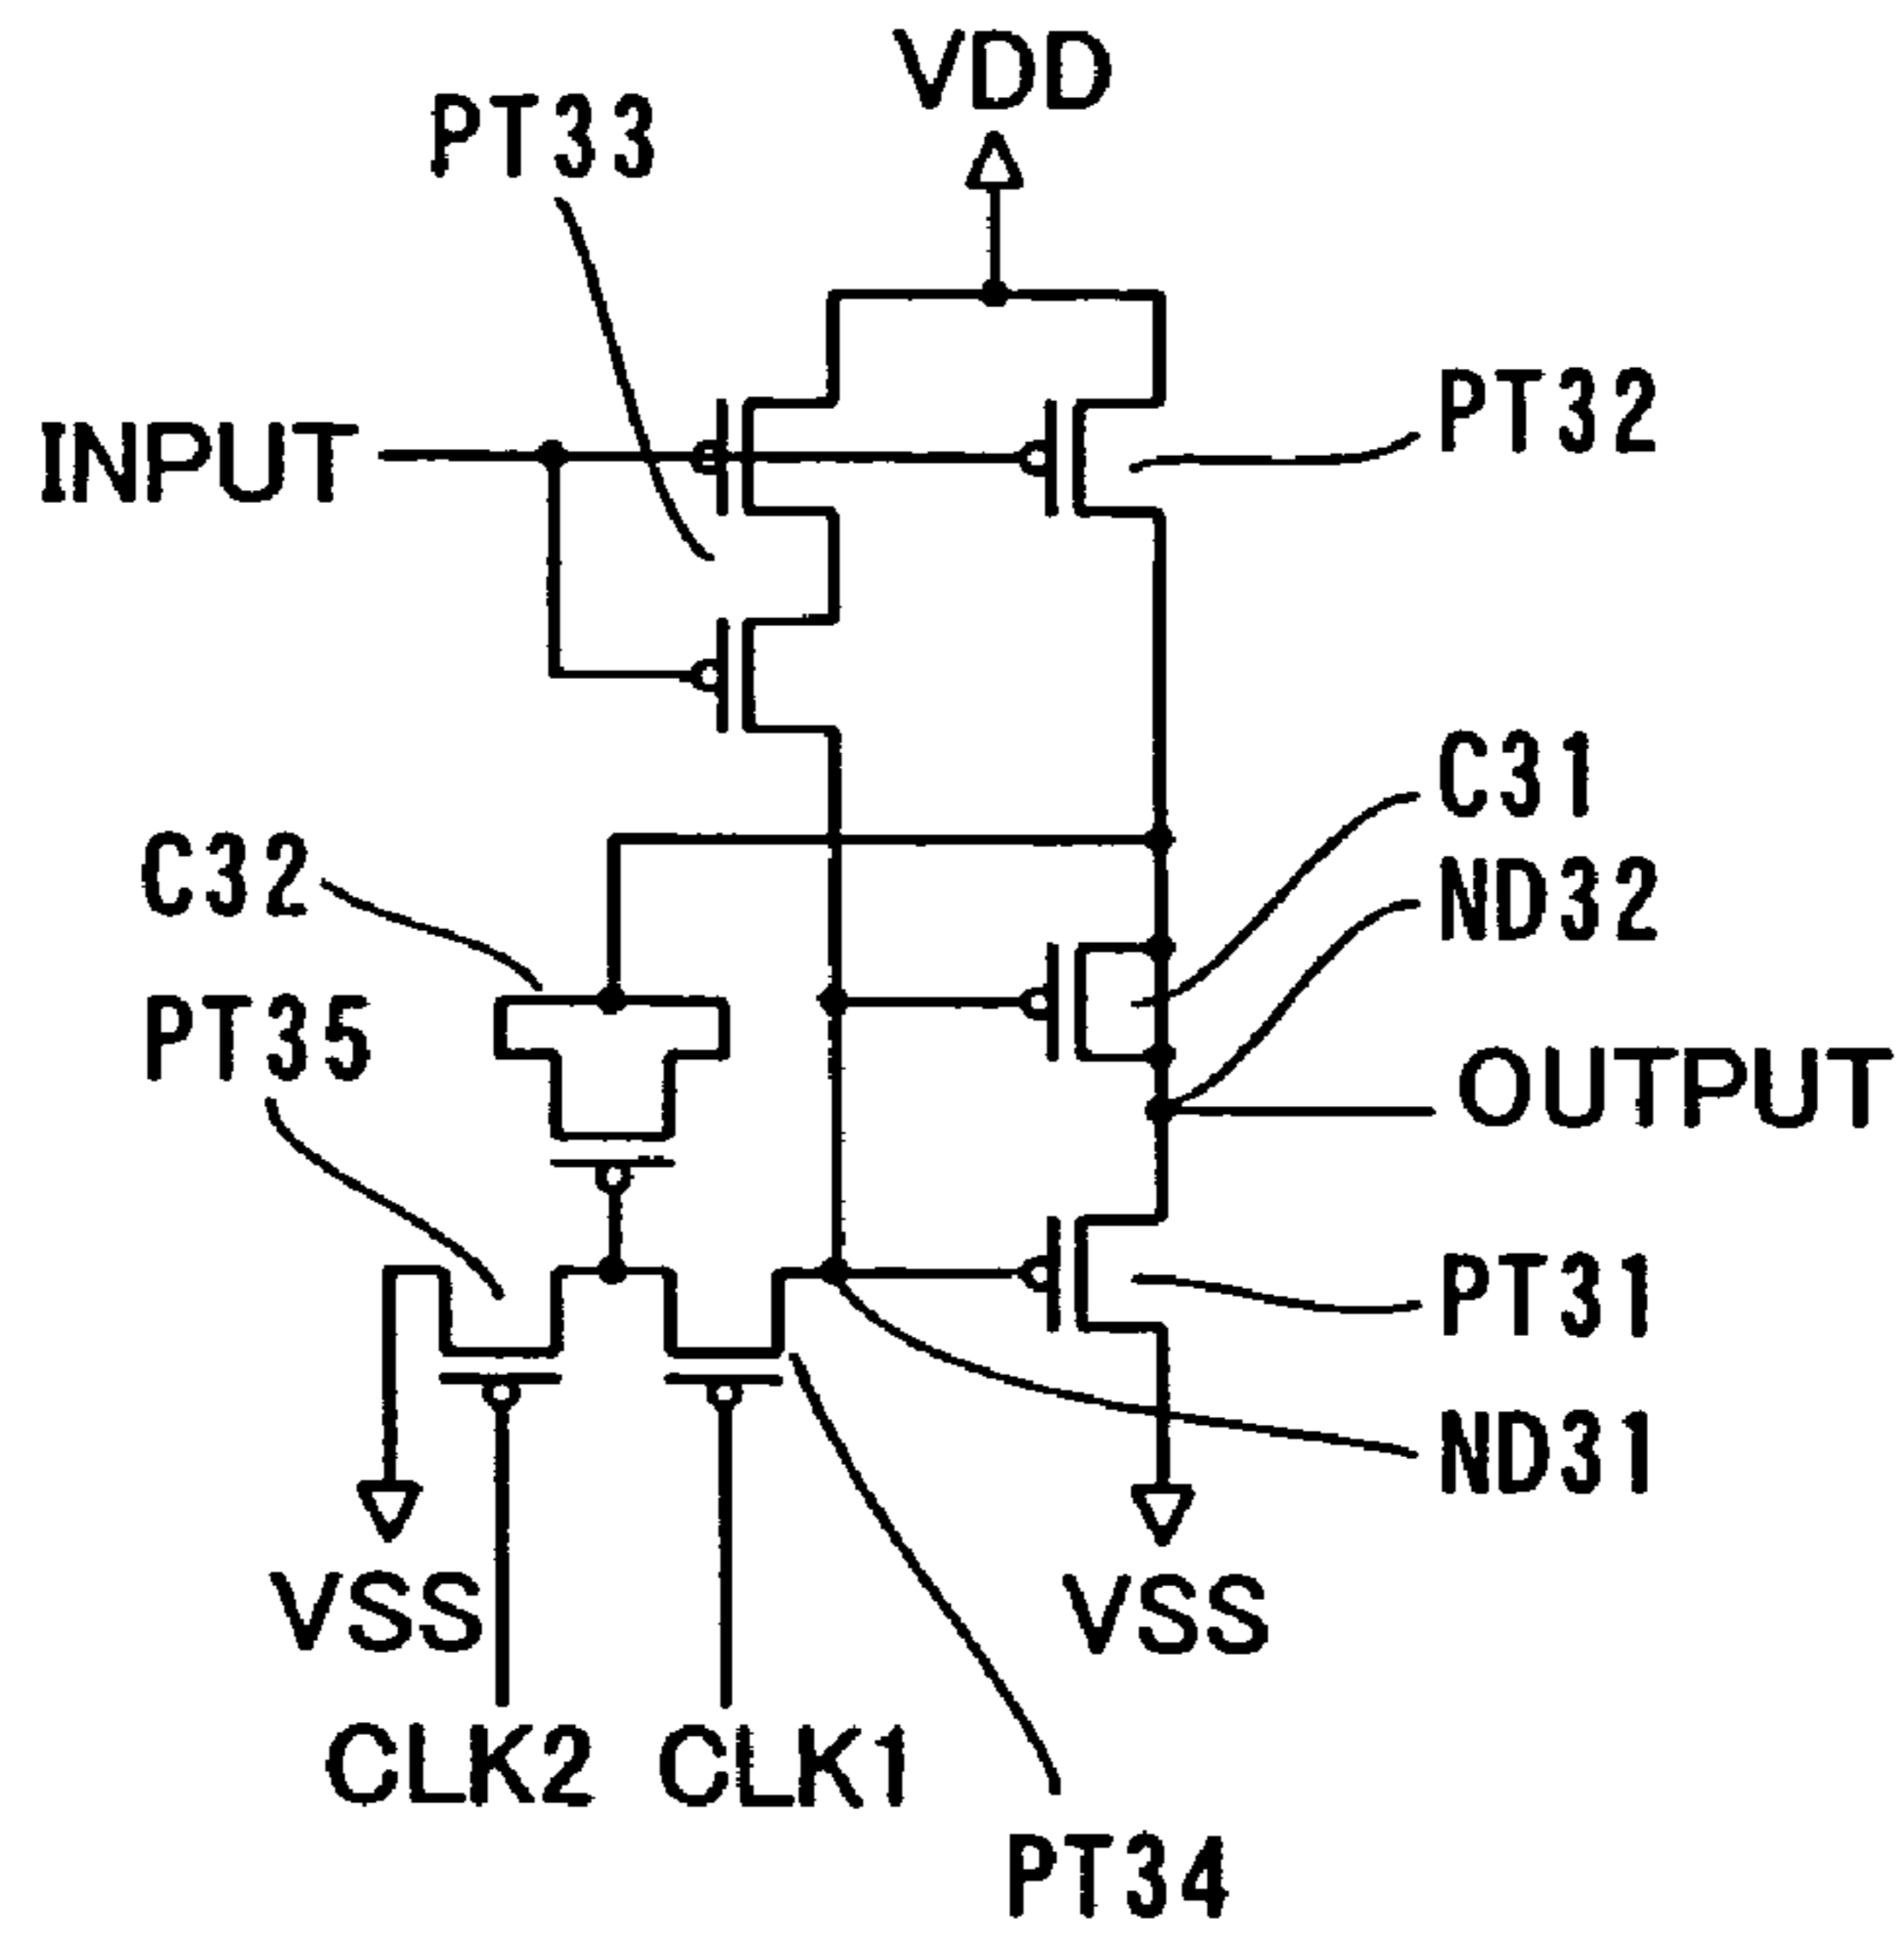 VDD
PT33
PT32
INPUT
C31
C32
ND32
PT35
OUTPUT
PT31
ND31
VSS
VSS
CLK2
CLK1
PT34